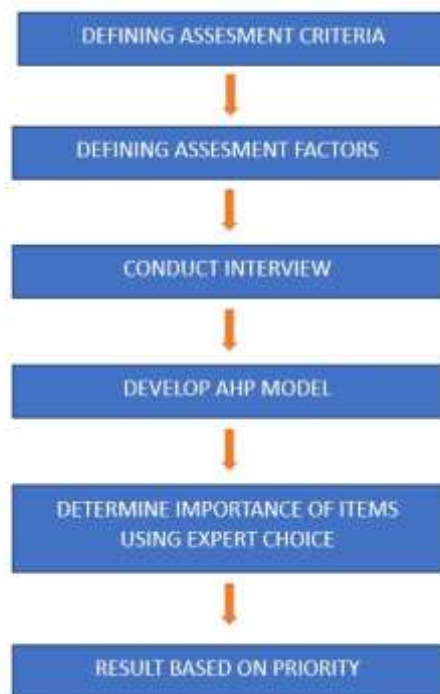 DEFINING ASSESMENT CRITERIA
DEFINING ASSESMENT FACTORS
CONDUCT INTERVIEW
DEVELOP AHP MODEL
DETERMINE IMPORTANCE OF ITEMS
USING EXPERT CHOICE
RESULT BASED ON PRIORITY